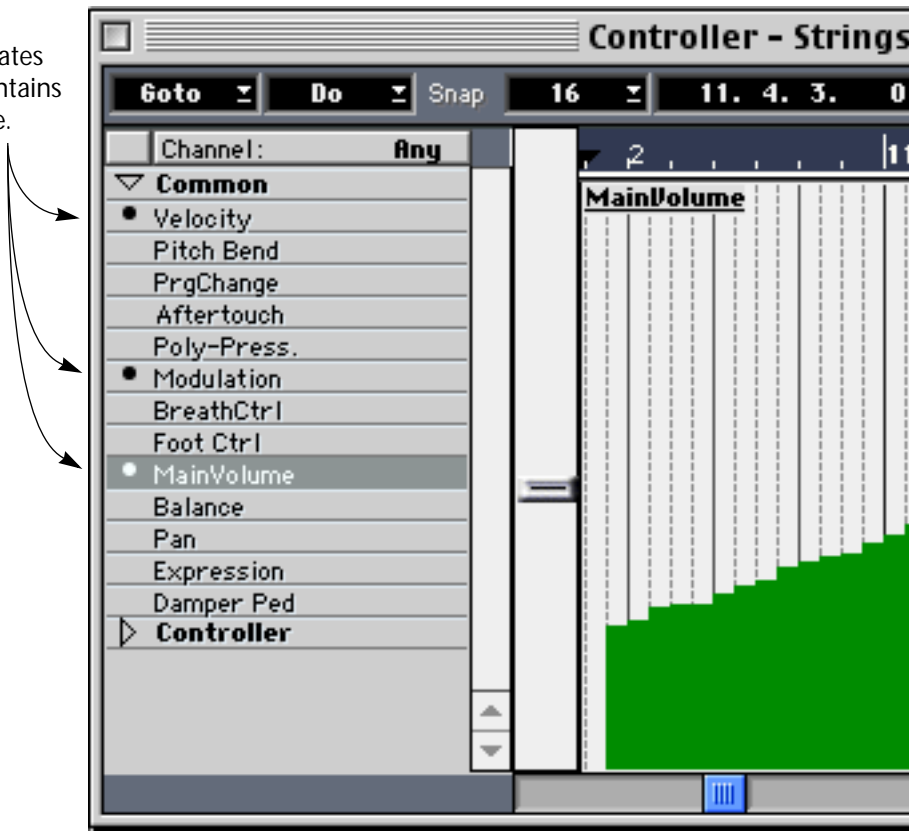 ates
ntains
e.
Controller - Strings
Goto Do Snap 16 11. 4. 3. 0
Channel: Any
2 11
Common
MainVolume
Velocity
Pitch Bend
PrgChange
Aftertouch
Poly-Press.
Modulation
BreathCtrl
Foot Ctrl
MainVolume
Balance
Pan
Expression
Damper Ped
Controller